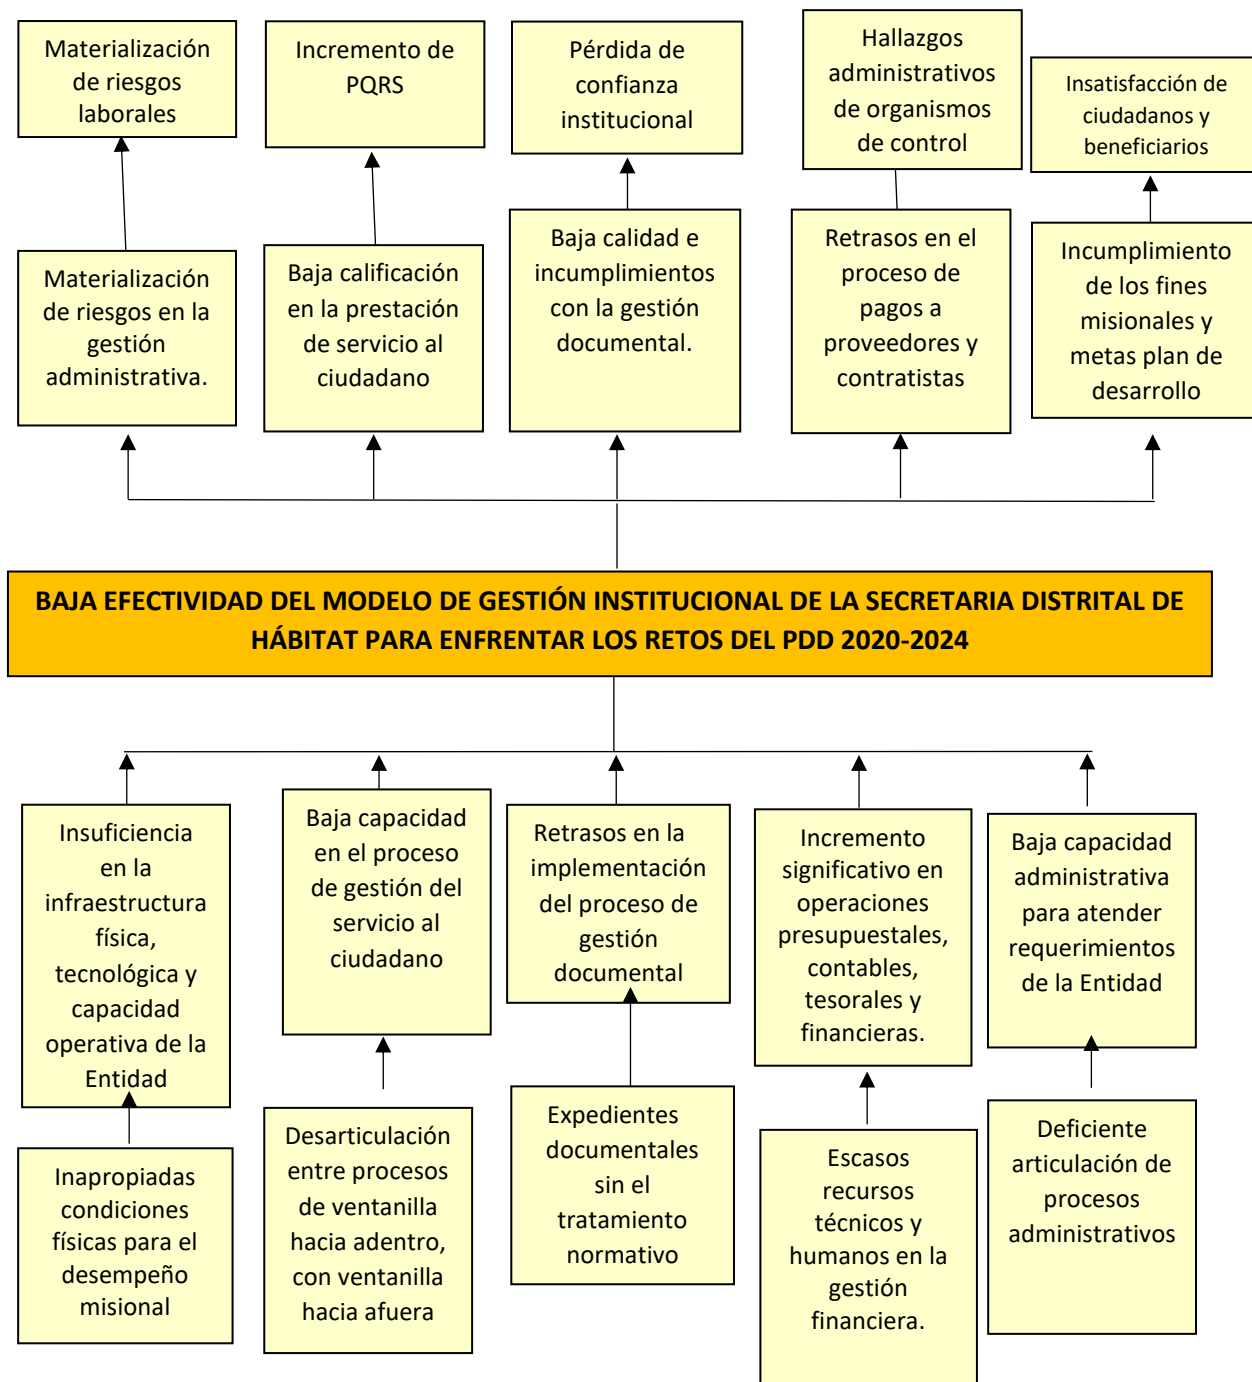 Materialización
de riesgos
laborales
Incremento de
PQRS
Pérdida de
confianza
institucional
Hallazgos
administrativos
de organismos
de control
Insatisfacción de
ciudadanos y
beneficiarios
Materialización
de riesgos en la
gestión
administrativa.
Baja calificación
en la prestación
de servicio al
ciudadano
Baja calidad e
incumplimientos
con la gestión
documental.
Retrasos en el
proceso de
pagos a
proveedores y
contratistas
Incumplimiento
de los fines
misionales y
metas plan de
desarrollo
BAJA EFECTIVIDAD DEL MODELO DE GESTIÓN INSTITUCIONAL DE LA SECRETARIA DISTRITAL DE
HÁBITAT PARA ENFRENTAR LOS RETOS DEL PDD 2020-2024
Insuficiencia
en la
infraestructura
física,
tecnológica y
capacidad
operativa de la
Entidad
Baja capacidad
en el proceso
de gestión del
servicio al
ciudadano
Retrasos en la
implementación
del proceso de
gestión
documental
Incremento
significativo en
operaciones
presupuestales,
contables,
tesorales y
financieras.
Baja capacidad
administrativa
para atender
requerimientos
de la Entidad
Inapropiadas
condiciones
físicas para el
desempeño
misional
Desarticulación
entre procesos
de ventanilla
hacia adentro,
con ventanilla
hacia afuera
Expedientes
documentales
sin el
tratamiento
normativo
Escasos
recursos
técnicos y
humanos en la
gestión
financiera.
Deficiente
articulación de
procesos
administrativos